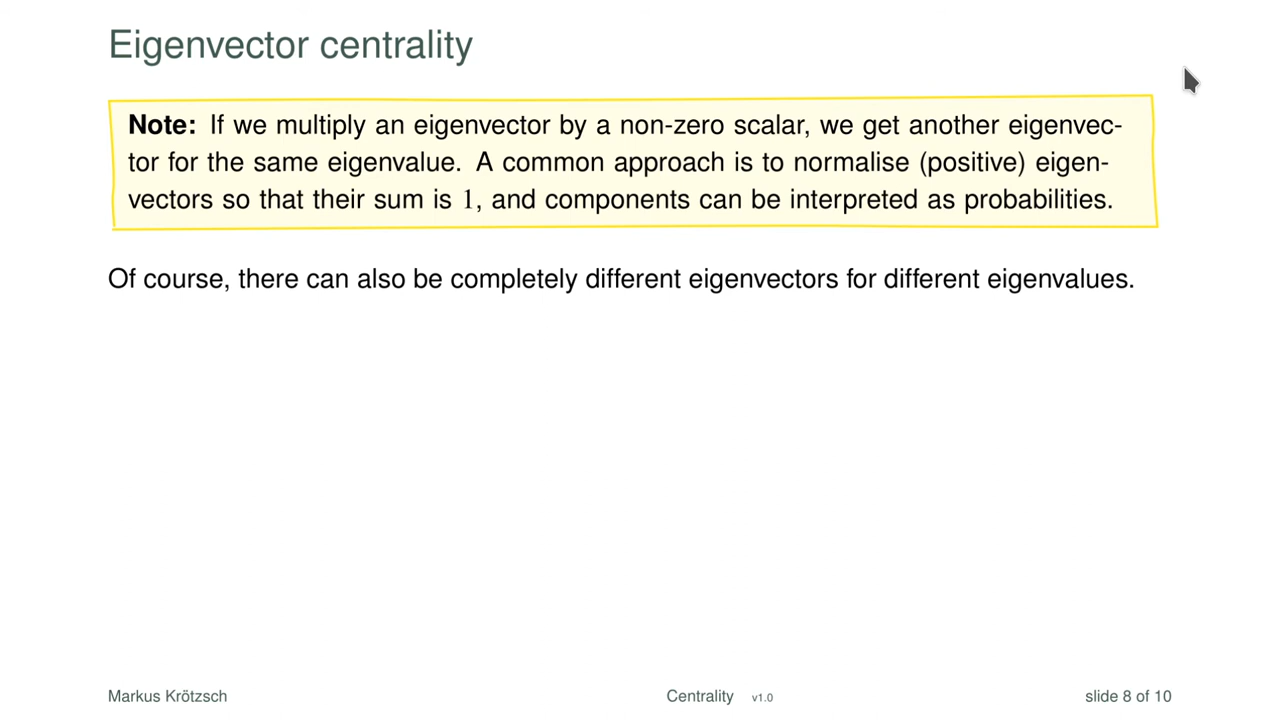 Eigenvector centrality
Note: If we multiply an eigenvector by a non-zero scalar, we get another eigenvec-
tor for the same eigenvalue. A common approach is to normalise (positive) eigen-
vectors so that their sum is 1, and components can be interpreted as probabilities.
Of course, there can also be completely different eigenvectors for different eigenvalues.
Markus Krötzsch Centrality v1.0 slide 8 of 10